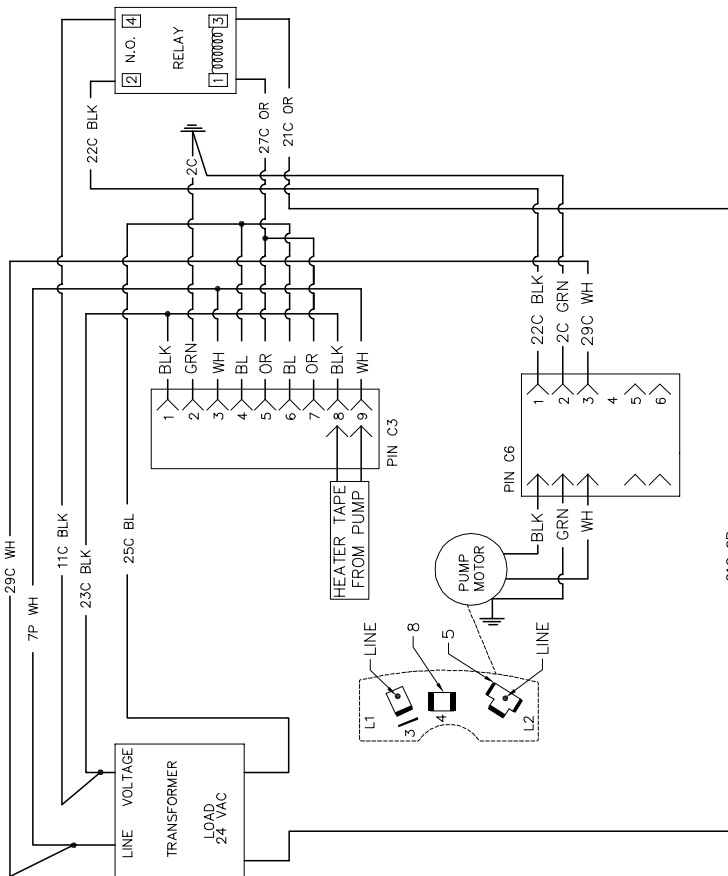 4
3
N.O.
RELAY
2
1
22C BLK
2C
27C OR
21C OR
BLK
GRN
WH
BL
OR
BL
OR
BLK
WH
1
2
3
4
5
6
7
8
9
PIN C3
HEATER TAPE
FROM PUMP
22C BLK
2C GRN
29C WH
1
2
3
4
5
6
PIN C6
BLK
GRN
WH
PUMP
MOTOR
29C WH
7P WH
11C BLK
23C BLK
25C BL
LINE
8
5
LINE
L1
3
4
L2
LINE VOLTAGE
TRANSFORMER
LOAD
24 VAC